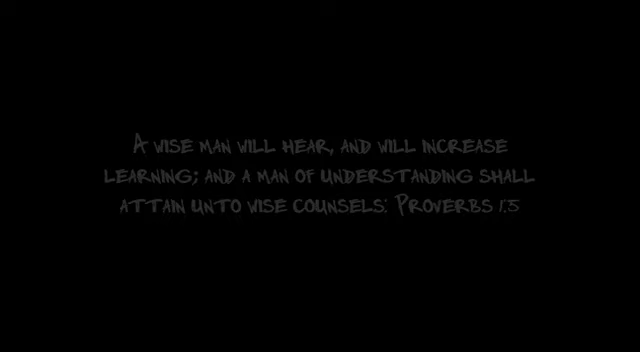 A wise man will hear, and will increase
learning; and a man of understanding shall
attain unto wise counsels: Proverbs 1:5